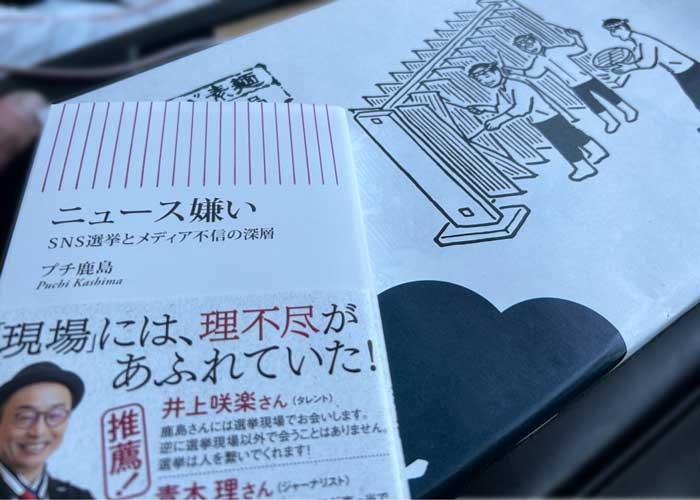 素麺
ニュース嫌い
SNS選挙とメディア不信の深層
プチ鹿島
Puchi Kashima
「現場」には、理不尽が
あふれていた!
推薦!
井上咲楽さん（タレント）
鹿島さんには選挙現場でお会いします。
逆に選挙現場以外で会うことはありません。
選挙は人を繋いでくれます!
青木 理さん（ジャーナリスト）